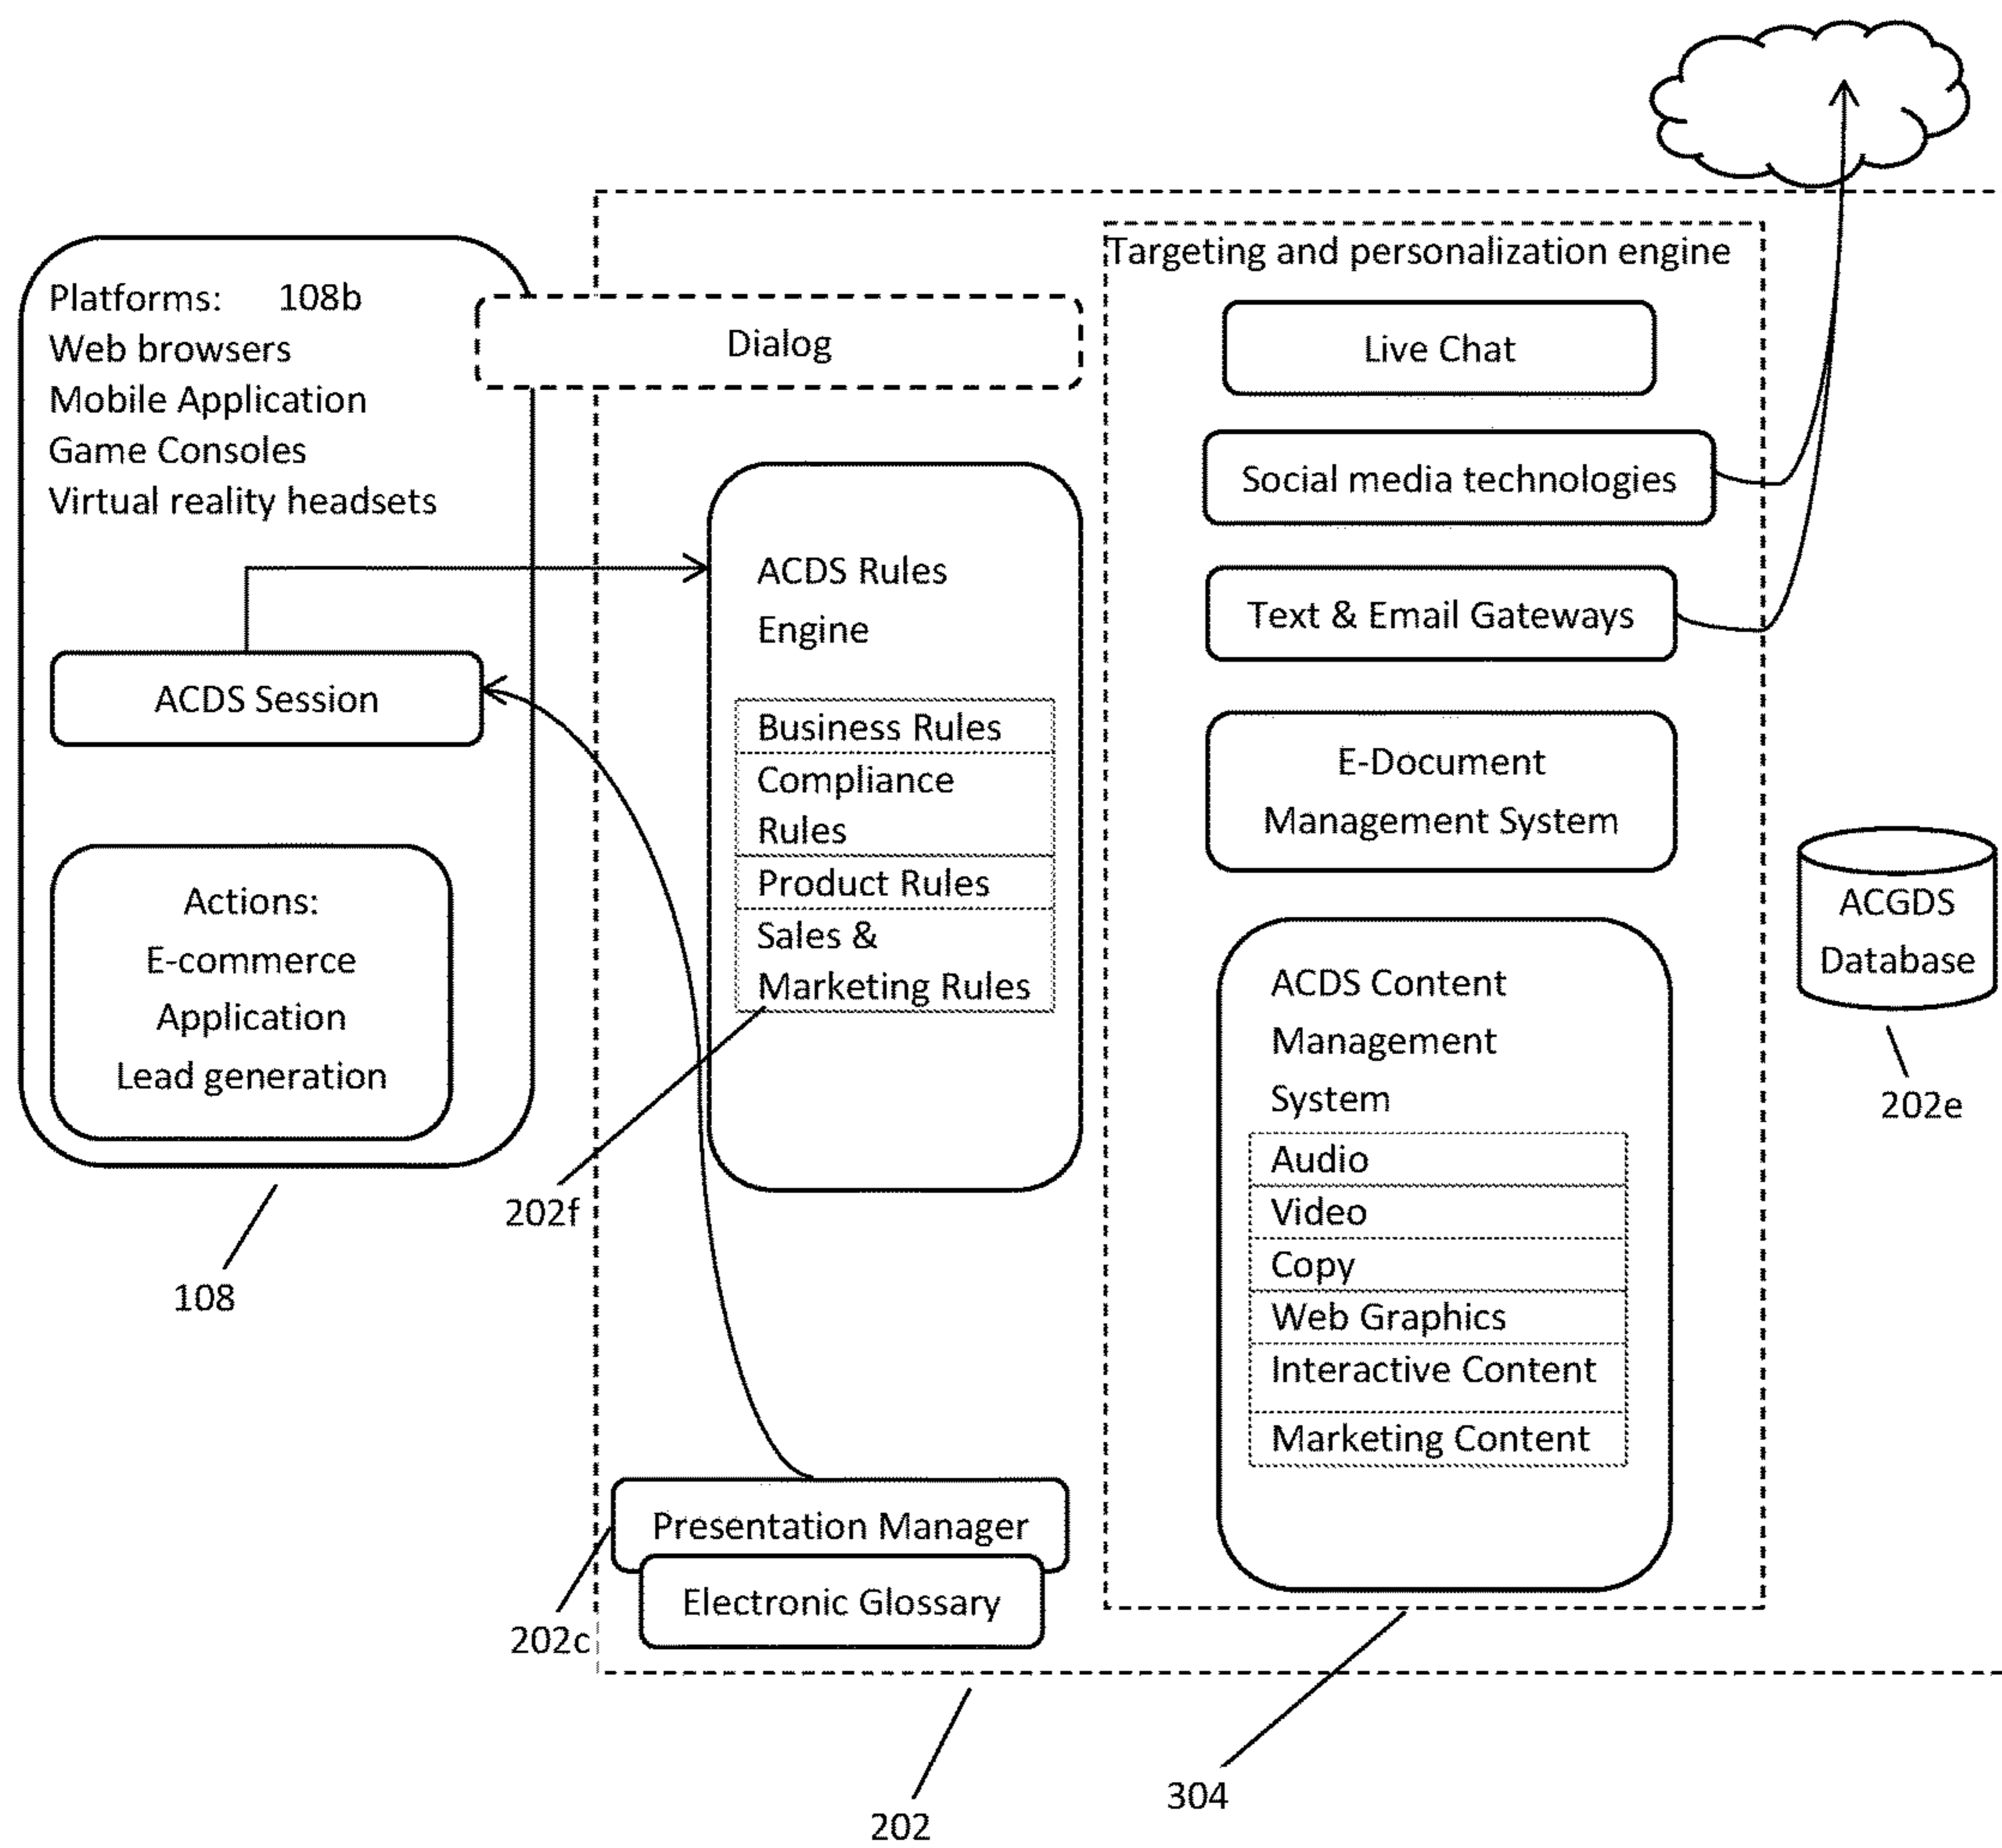 Platforms: 108b
Web browsers
Mobile Application
Game Consoles
Virtual reality headsets
ACDS Session
Actions:
E-commerce
Application
Lead generation
108
Dialog
ACDS Rules
Engine
Business Rules
Compliance
Rules
Product Rules
Sales &
Marketing Rules
202f
Presentation Manager
Electronic Glossary
202c
202
Targeting and personalization engine
Live Chat
Social media technologies
Text & Email Gateways
E-Document
Management System
ACDS Content
Management
System
Audio
Video
Copy
Web Graphics
Interactive Content
Marketing Content
304
ACGDS
Database
202e